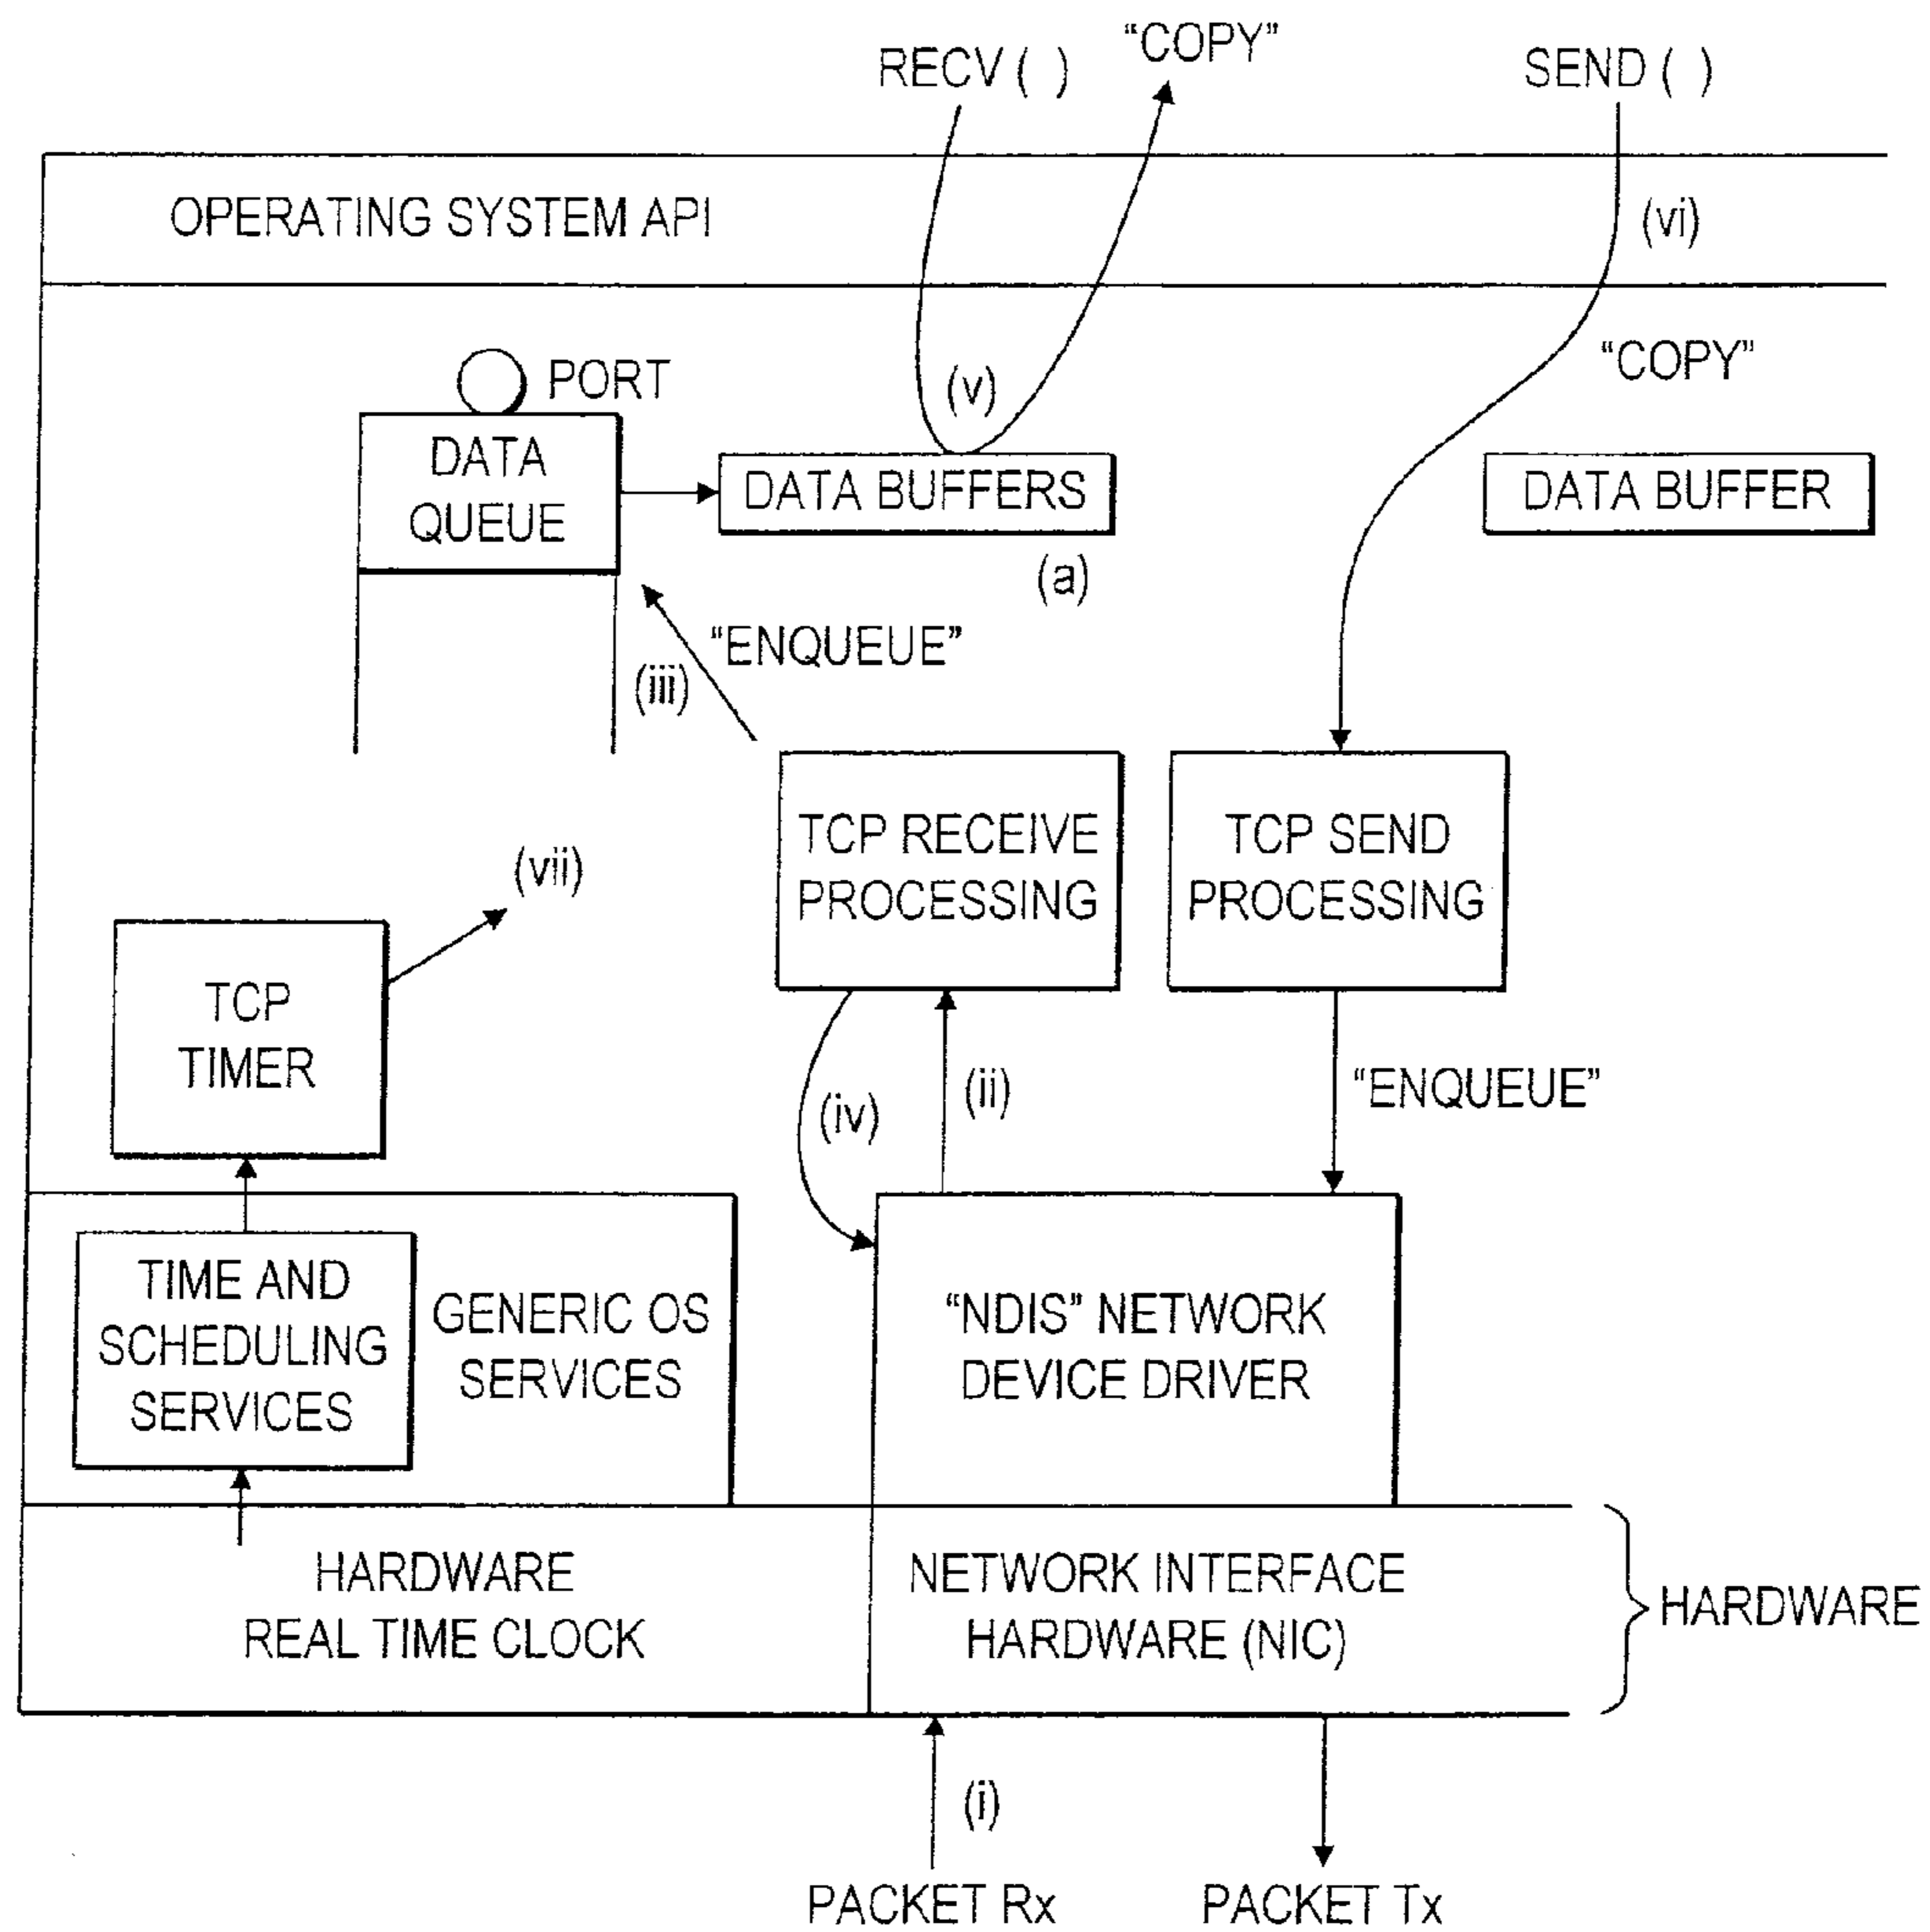 RECV ( )
“COPY”
SEND ( )
OPERATING SYSTEM API
(vi)
“COPY”
PORT
(v)
DATA
QUEUE
DATA BUFFERS
DATA BUFFER
(a)
“ENQUEUE”
(iii)
TCP RECEIVE
PROCESSING
TCP SEND
PROCESSING
(vii)
TCP
TIMER
(iv)
(ii)
“ENQUEUE”
TIME AND
SCHEDULING
SERVICES
GENERIC OS
SERVICES
“NDIS” NETWORK
DEVICE DRIVER
HARDWARE
REAL TIME CLOCK
NETWORK INTERFACE
HARDWARE (NIC)
HARDWARE
(i)
PACKET Rx
PACKET Tx